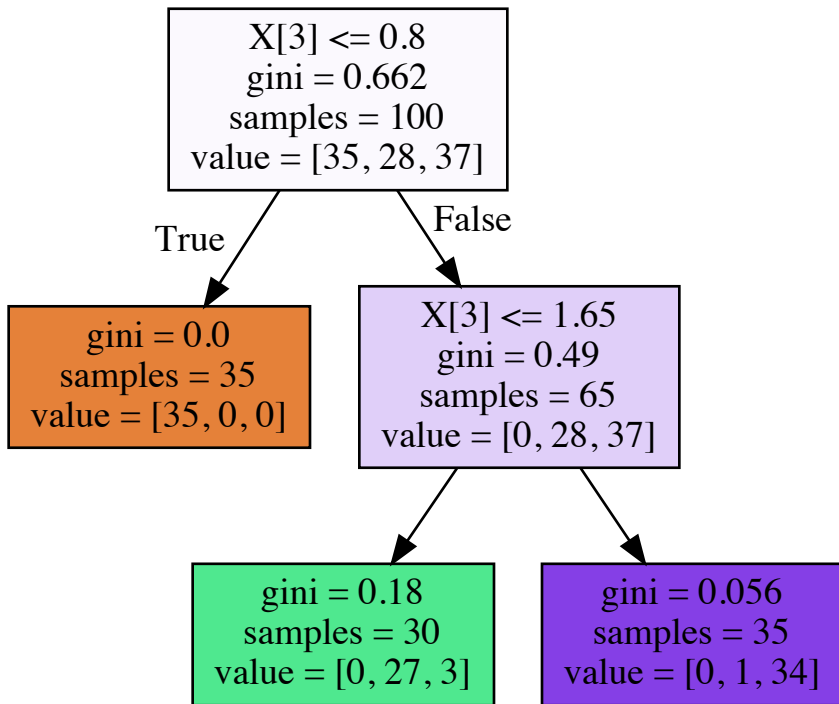 X[3] <= 0.8
gini = 0.662
samples = 100
value = [35, 28, 37]
True
False
gini = 0.0
samples = 35
value = [35, 0, 0]
X[3] <= 1.65
gini = 0.49
samples = 65
value = [0, 28, 37]
gini = 0.18
samples = 30
value = [0, 27, 3]
gini = 0.056
samples = 35
value = [0, 1, 34]